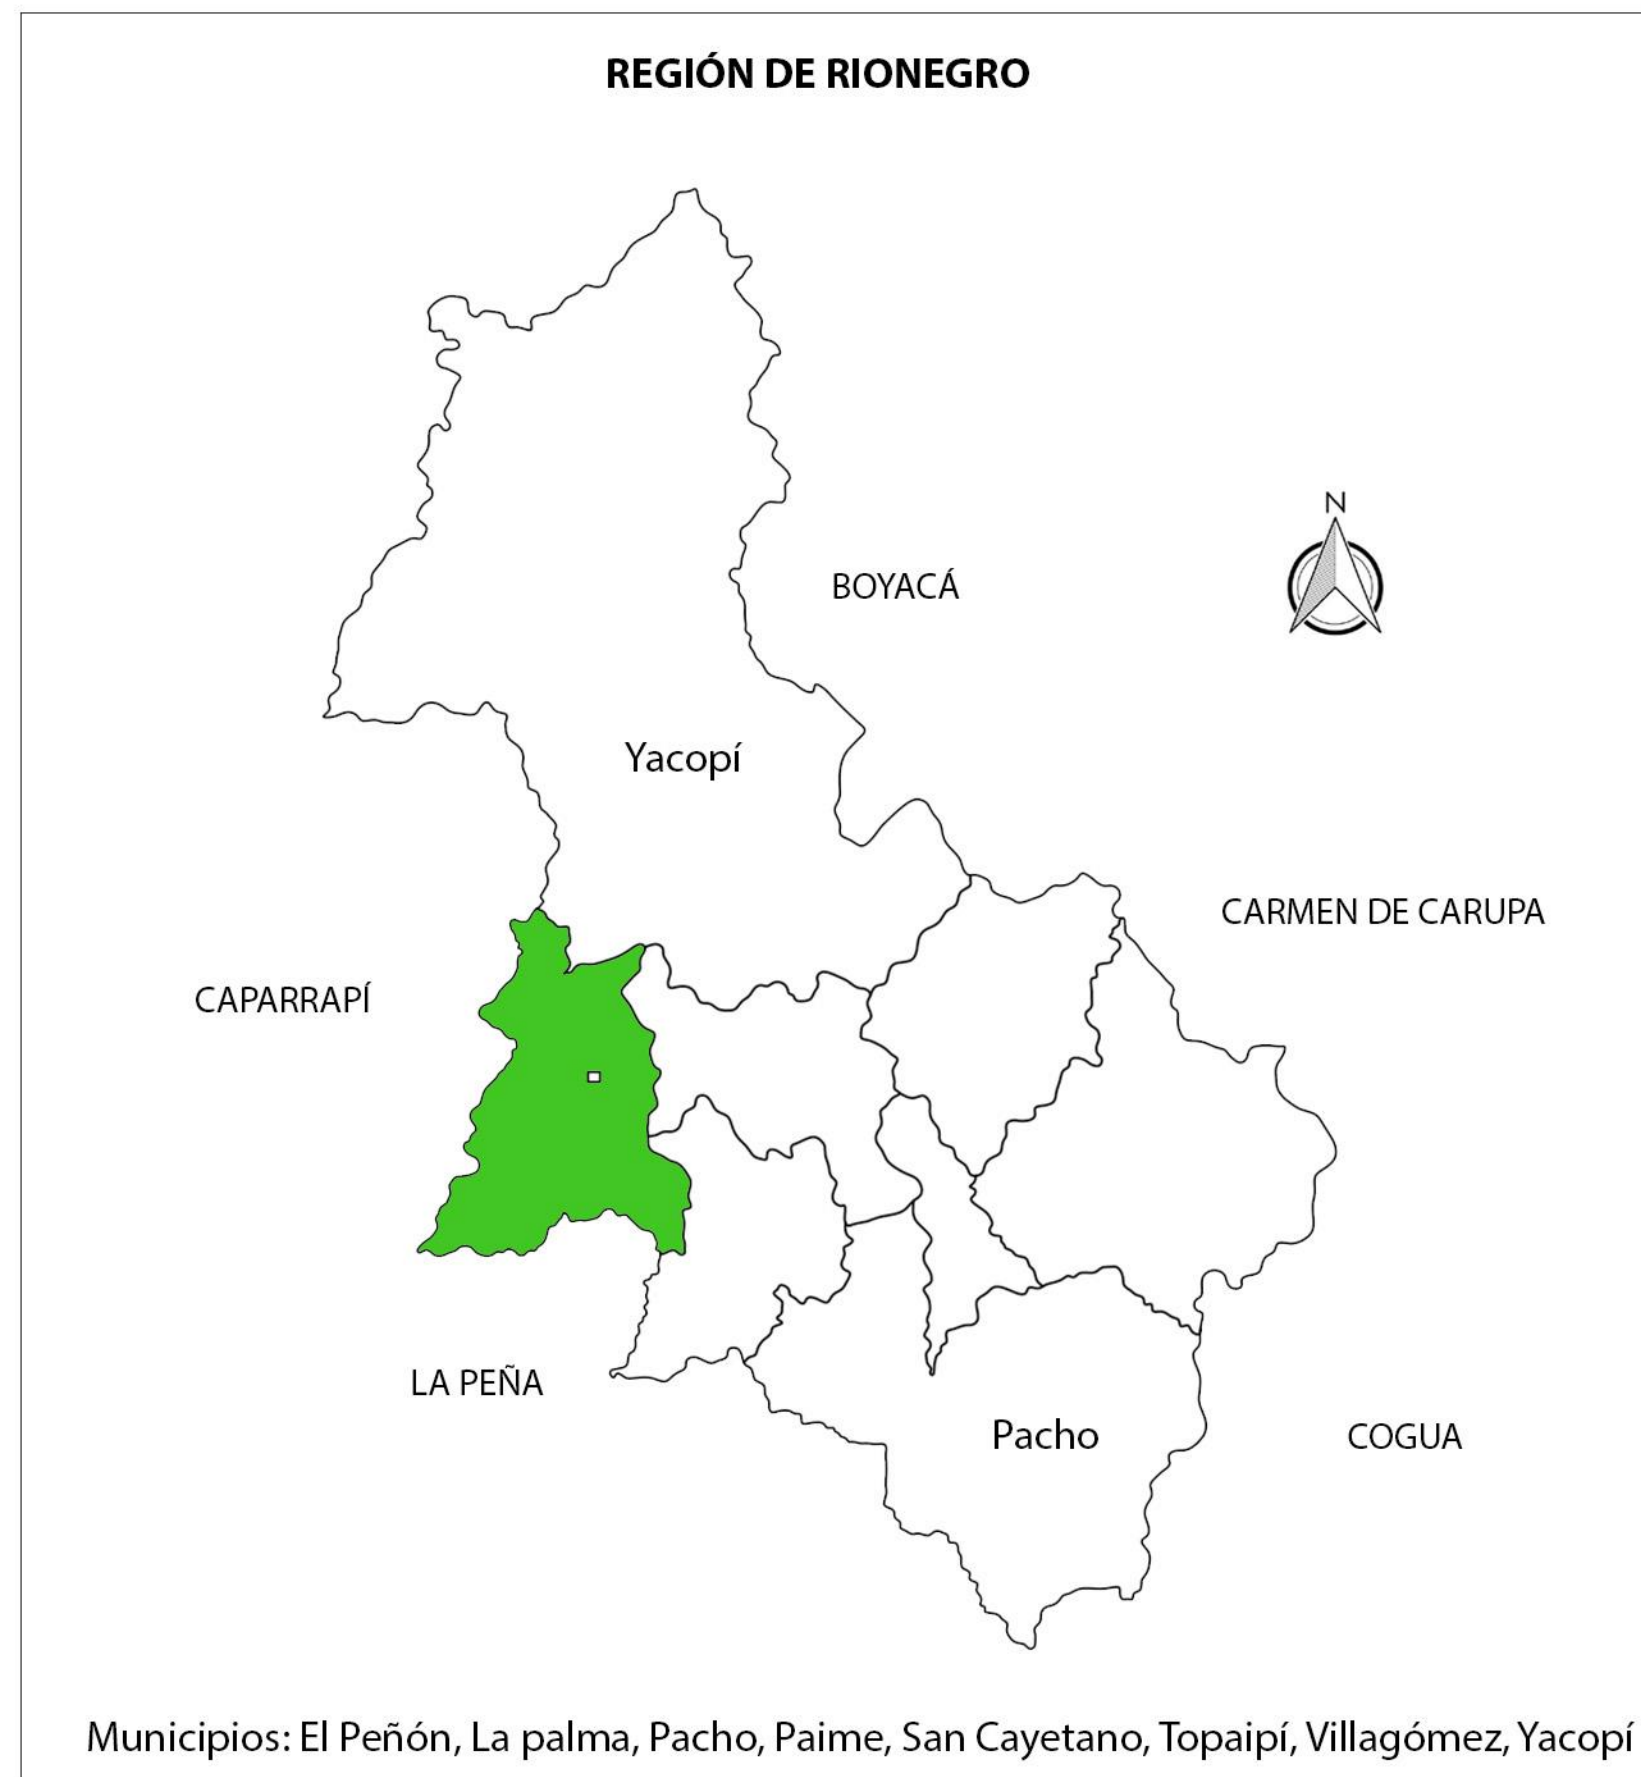 REGIÓN DE RIONEGRO
N
BOYACÁ
Yacopí
CARMEN DE CARUPA
CAPARRAPÍ
LA PEÑA
Pacho
COGUA
Municipios: El Peñón, La palma, Pacho, Paime, San Cayetano, Topaipí, Villagómez, Yacopí